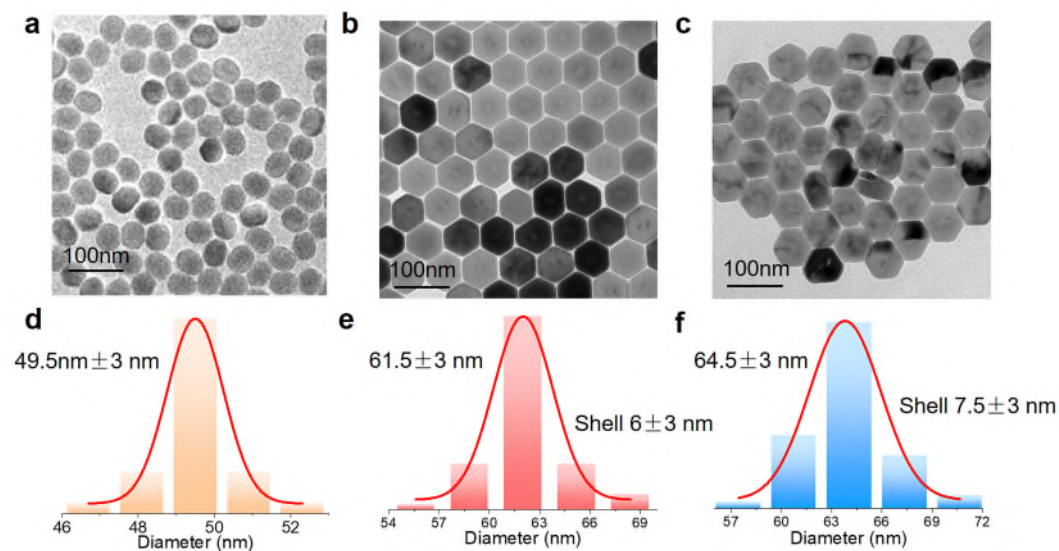 a
b
c
100nm
100nm
100nm
d
e
f
49.5nm±3 nm
61.5±3 nm
64.5±3 nm
Shell 6±3 nm
Shell 7.5±3 nm
46 48 50 52
54 57 60 63 66 69
57 60 63 66 69 72
Diameter (nm)
Diameter (nm)
Diameter (nm)